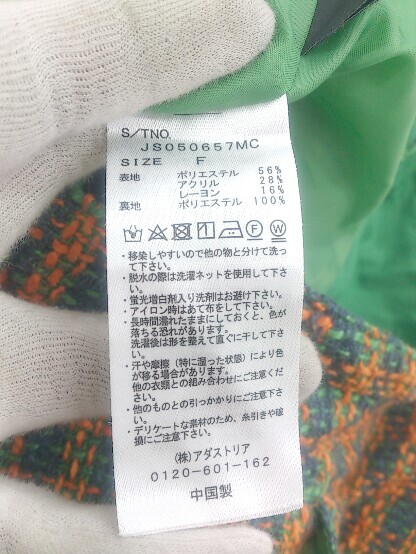 S/TNO.
JS050657MC
SIZE F
表地 ポリエステル 56%
アクリル 28%
レーヨン 16%
裏地 ポリエステル 100%
・移染しやすいので他の物と分けて洗っ
て下さい。
・脱水の際は洗濯ネットを使用して下さ
い。
・蛍光増白剤入り洗剤はお避け下さい。
・アイロン時はあて布をして下さい。
・長時間濡れたままにしておくと、色が
落ちる恐れがあります。
洗濯後は形を整えて直ぐに干して下さ
い。
・汗や摩擦（特に湿った状態）により色
が移る場合があります。
他の衣類との組み合わせにご注意くだ
さい。
・他のものとの引っかかりにご注意下さ
い。
・デリケートな素材のため、糸引きや破
損にご注意下さい。
(株)アダストリア
0120-601-162
中国製